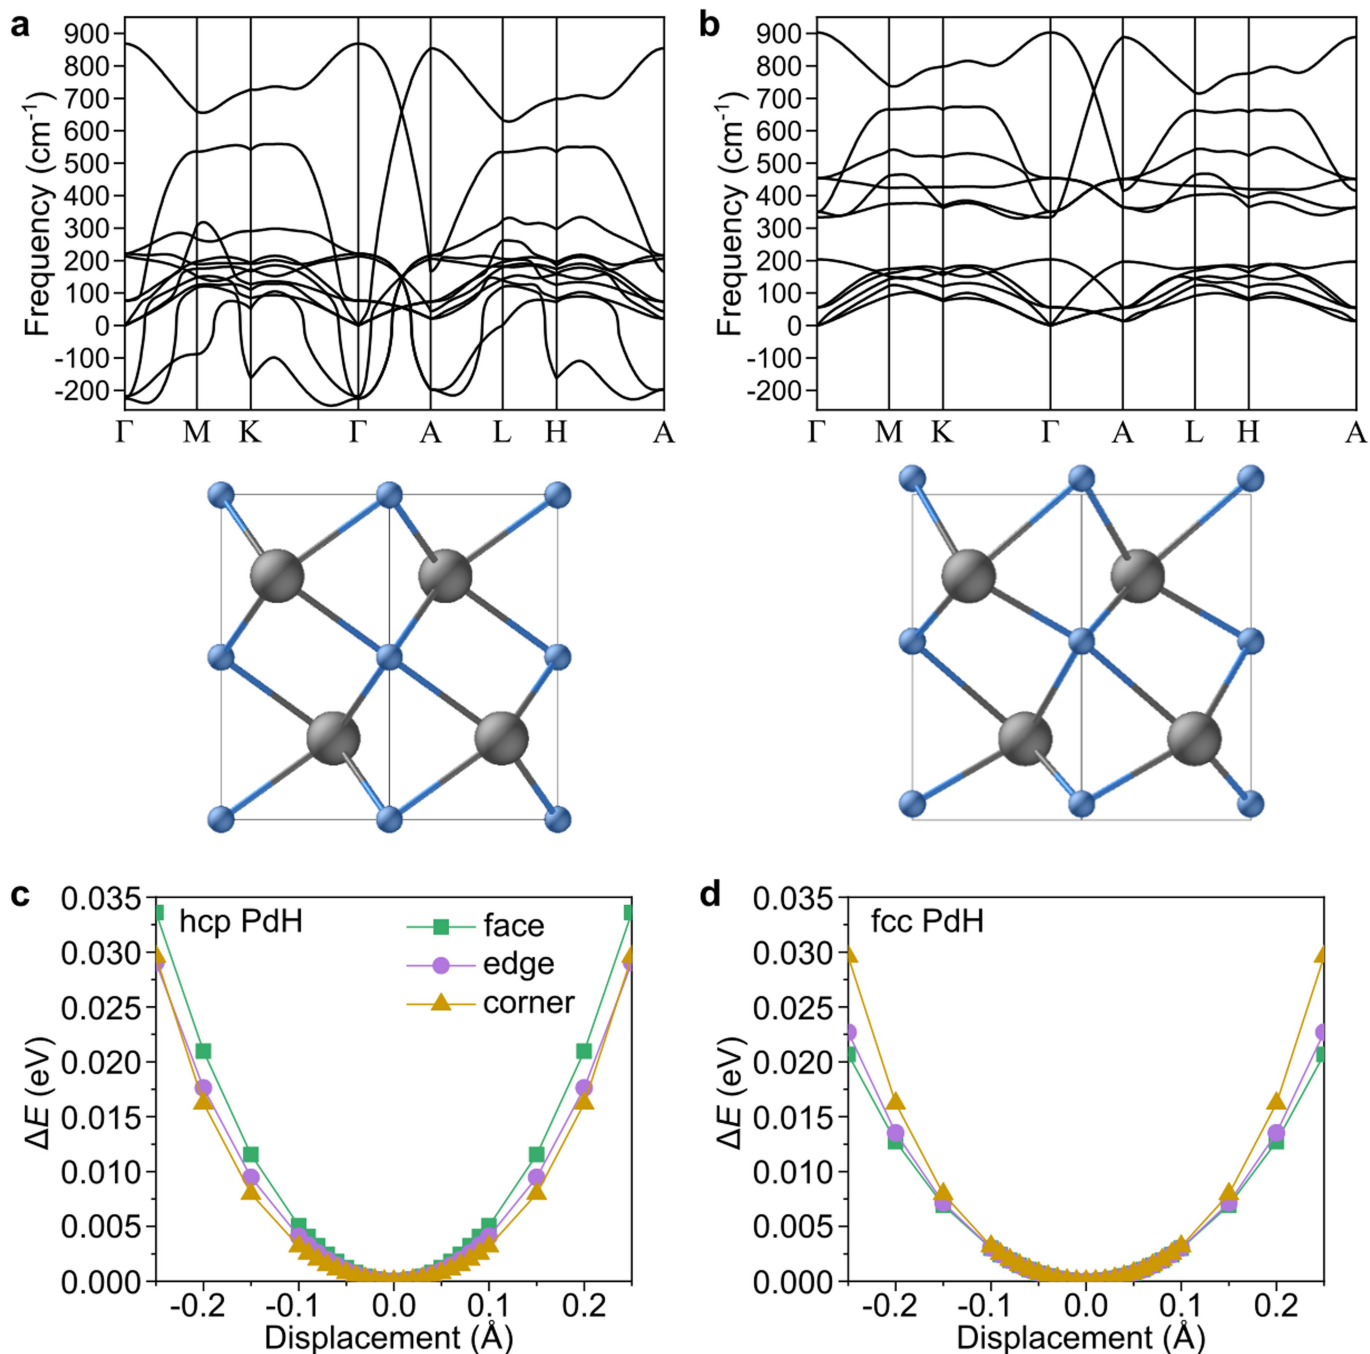 a
b
900
800
700
600
500
400
300
200
100
0
-100
-200
Frequency (cm⁻¹)
Γ M K Γ A L H A
900
800
700
600
500
400
300
200
100
0
-100
-200
Frequency (cm⁻¹)
Γ M K Γ A L H A
c
0.035
0.030
0.025
0.020
0.015
0.010
0.005
0.000
ΔE (eV)
hcp PdH
face
edge
corner
-0.2 -0.1 0.0 0.1 0.2
Displacement (Å)
d
0.035
0.030
0.025
0.020
0.015
0.010
0.005
0.000
ΔE (eV)
fcc PdH
-0.2 -0.1 0.0 0.1 0.2
Displacement (Å)